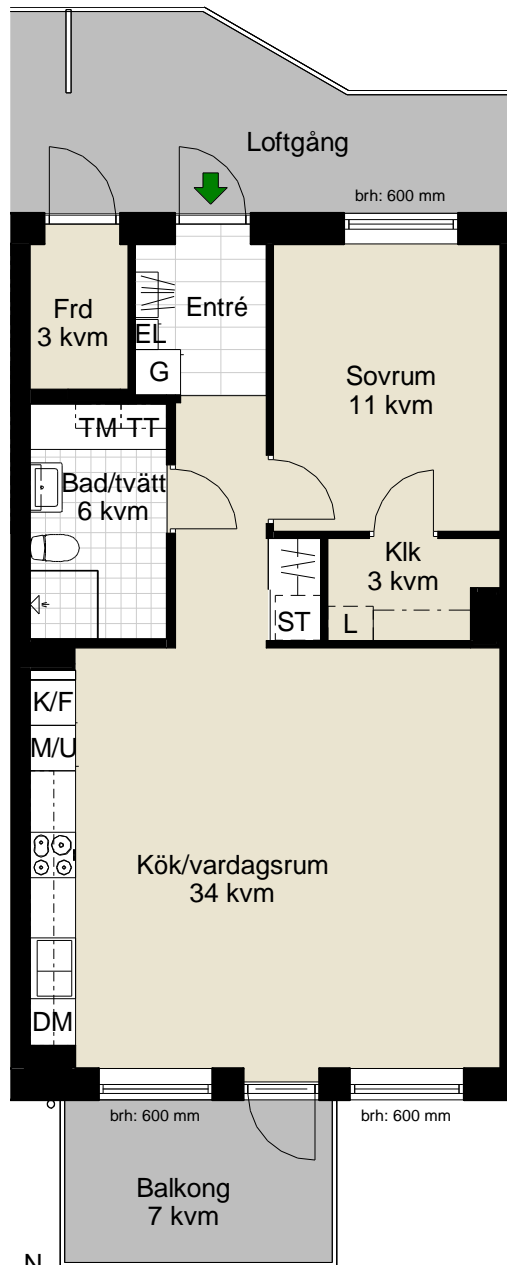 Loftgång
brh: 600 mm
Frd
3 kvm
Entré
EL
G
Sovrum
11 kvm
TM TT
Bad/tvätt
6 kvm
Klk
3 kvm
ST
L
K/F
M/U
Kök/vardagsrum
34 kvm
DM
brh: 600 mm
brh: 600 mm
Balkong
7 kvm
N